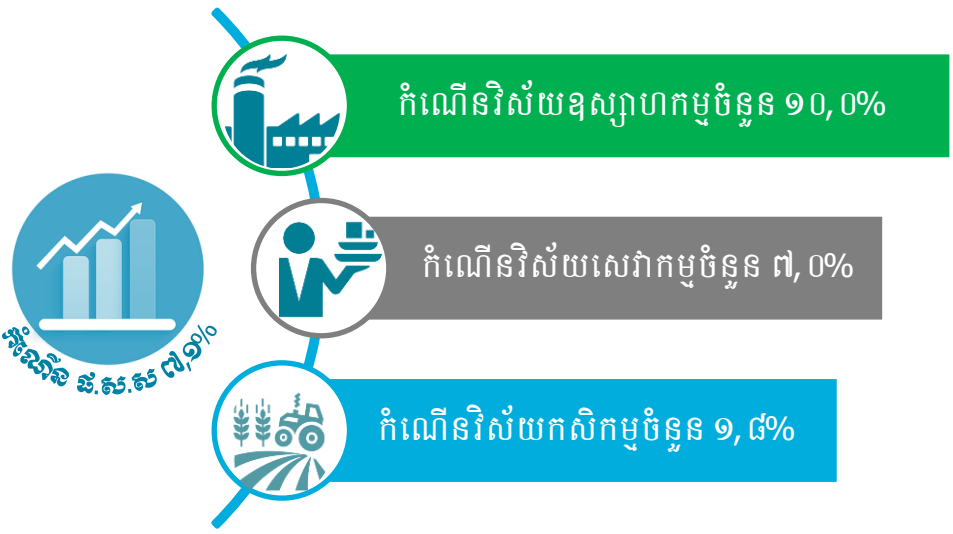 កំណើនវិស័យឧស្សាហកម្មចំនួន ១០,០%
កំណើនវិស័យសេវាកម្មចំនួន ៧,០%
កំណើន ផ.ស.ស ៧,១%
កំណើនវិស័យកសិកម្មចំនួន ១,៨%